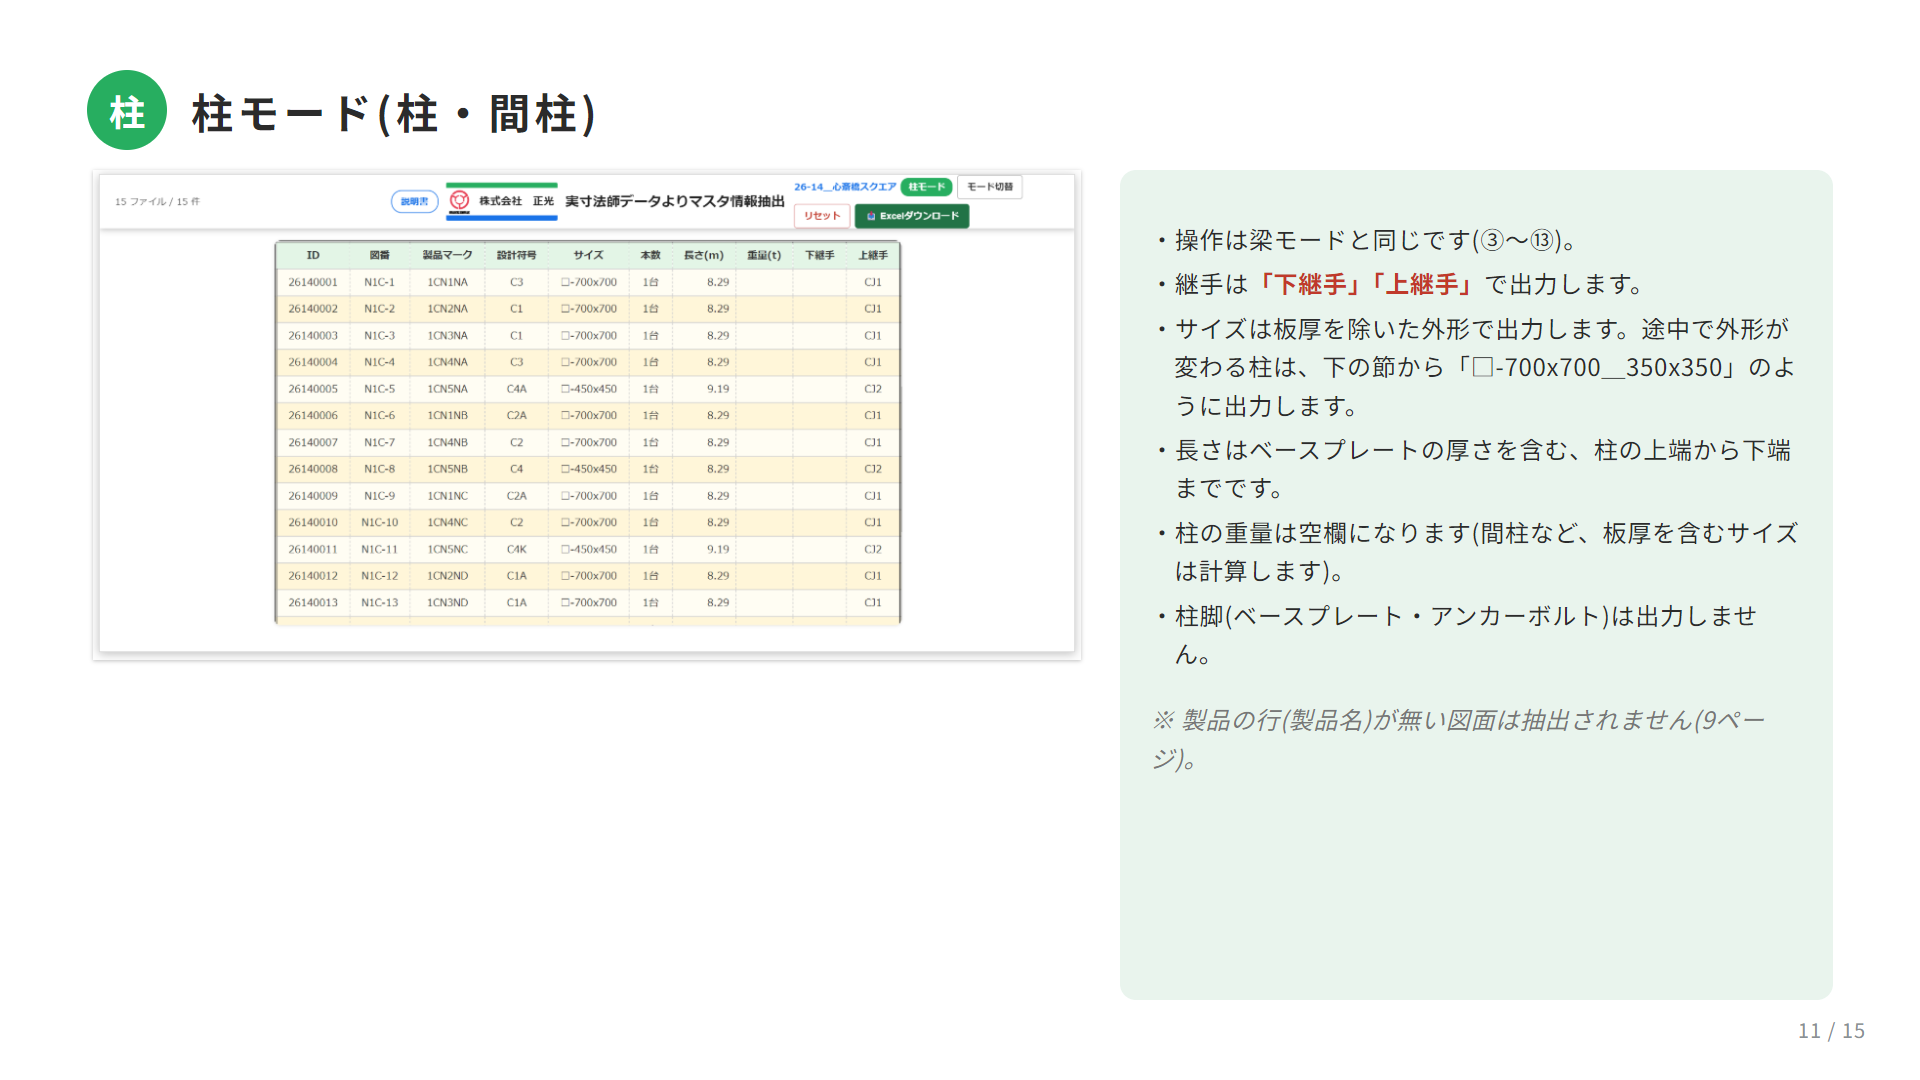 柱 柱モード(柱・間柱)
15 ファイル / 15 件
説明書
株式会社 正光
実寸法師データよりマスタ情報抽出
26-14__心斎橋スクエア 柱モード モード切替
リセット Excelダウンロード
ID 図番 製品マーク 設計符号 サイズ 本数 長さ(m) 重量(t) 下継手 上継手
26140001 N1C-1 1CN1NA C3 □-700x700 1台 8.29 CJ1
26140002 N1C-2 1CN2NA C1 □-700x700 1台 8.29 CJ1
26140003 N1C-3 1CN3NA C1 □-700x700 1台 8.29 CJ1
26140004 N1C-4 1CN4NA C3 □-700x700 1台 8.29 CJ1
26140005 N1C-5 1CN5NA C4A □-450x450 1台 9.19 CJ2
26140006 N1C-6 1CN1NB C2A □-700x700 1台 8.29 CJ1
26140007 N1C-7 1CN4NB C2 □-700x700 1台 8.29 CJ1
26140008 N1C-8 1CN5NB C4 □-450x450 1台 8.29 CJ2
26140009 N1C-9 1CN1NC C2A □-700x700 1台 8.29 CJ1
26140010 N1C-10 1CN4NC C2 □-700x700 1台 8.29 CJ1
26140011 N1C-11 1CN5NC C4K □-450x450 1台 9.19 CJ2
26140012 N1C-12 1CN2ND C1A □-700x700 1台 8.29 CJ1
26140013 N1C-13 1CN3ND C1A □-700x700 1台 8.29 CJ1
・操作は梁モードと同じです(③〜⑬)。
・継手は「下継手」「上継手」で出力します。
・サイズは板厚を除いた外形で出力します。途中で外形が
変わる柱は、下の節から「□-700x700__350x350」のよ
うに出力します。
・長さはベースプレートの厚さを含む、柱の上端から下端
までです。
・柱の重量は空欄になります(間柱など、板厚を含むサイズ
は計算します)。
・柱脚(ベースプレート・アンカーボルト)は出力しませ
ん。
※ 製品の行(製品名)が無い図面は抽出されません(9ペー
ジ)。
11 / 15